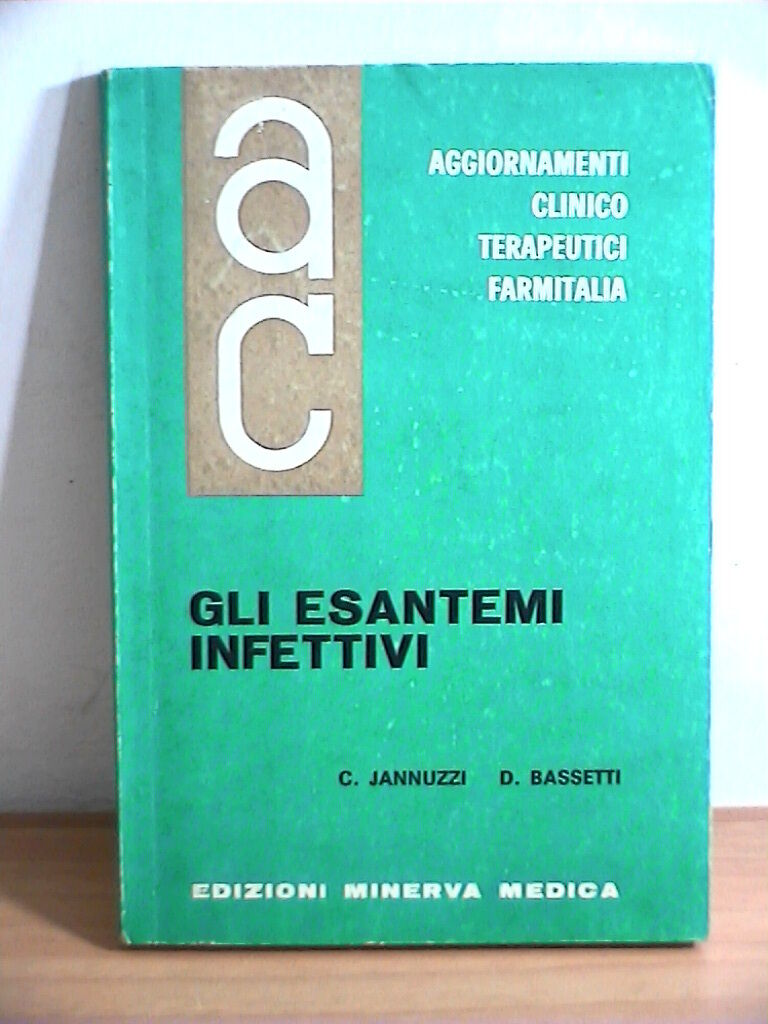 ac
AGGIORNAMENTI
CLINICO
TERAPEUTICI
FARMITALIA
GLI ESANTEMI
INFETTIVI
C. JANNUZZI D. BASSETTI
EDIZIONI MINERVA MEDICA